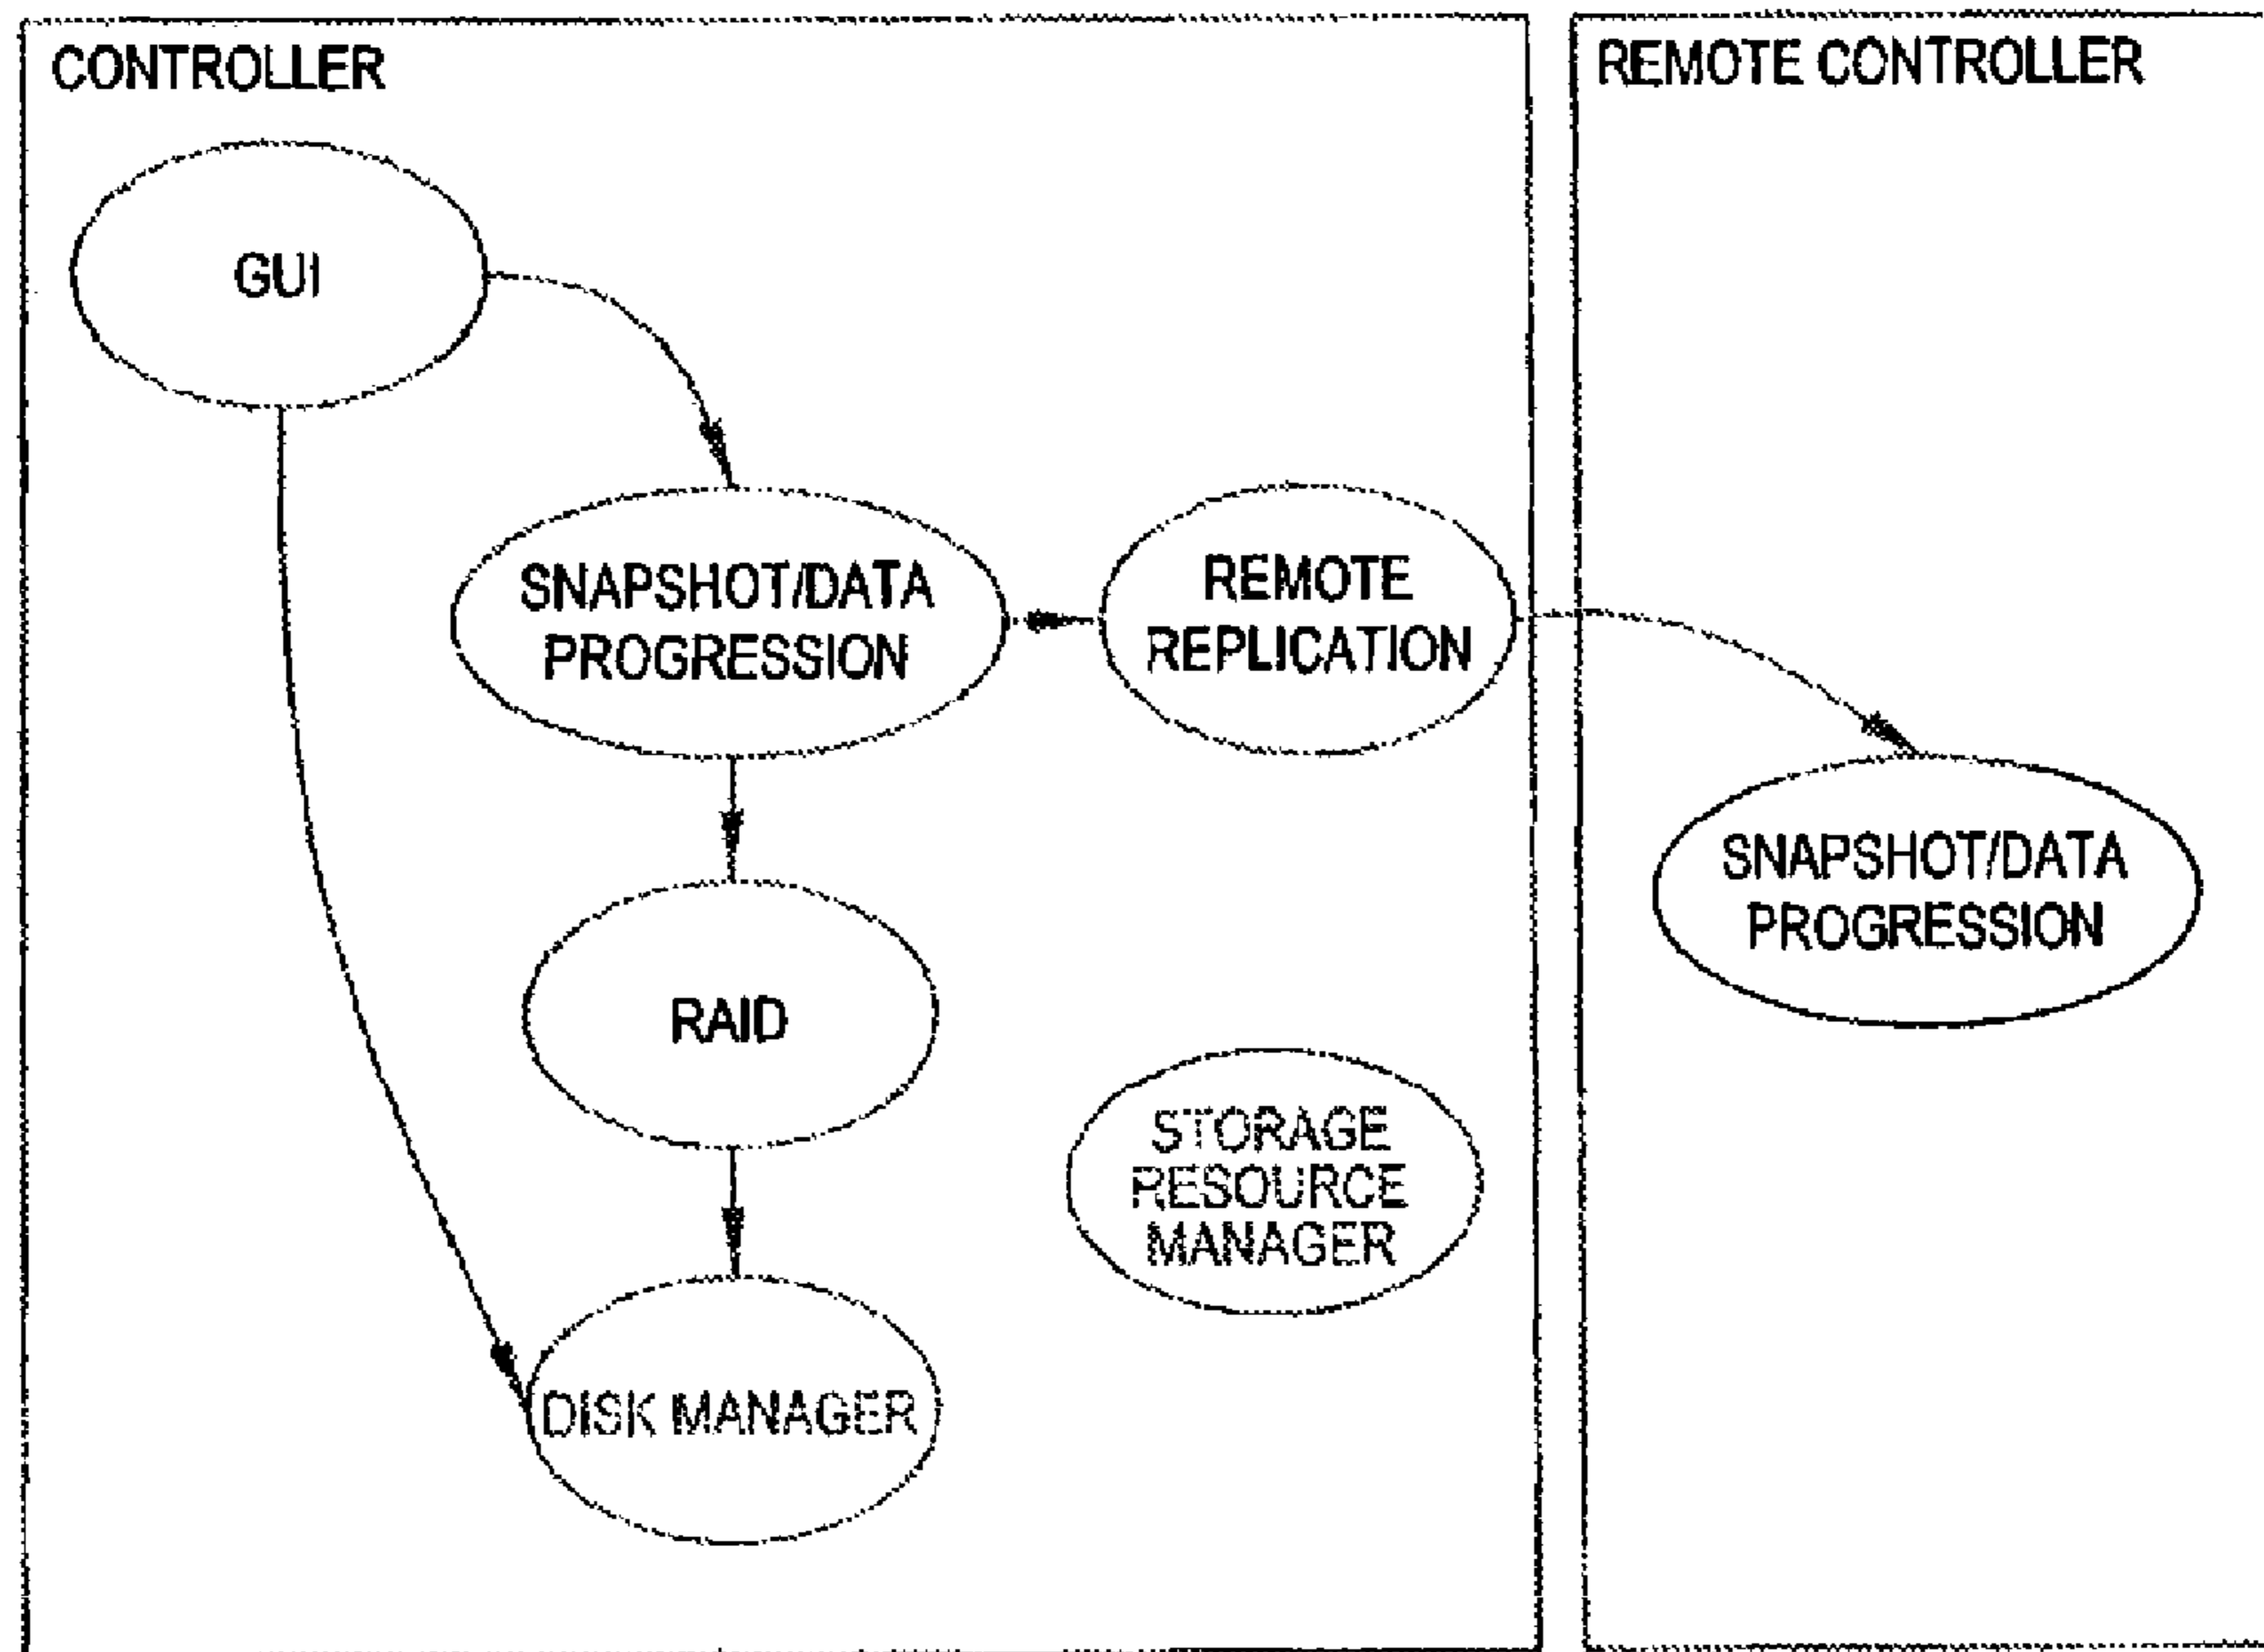 CONTROLLER
REMOTE CONTROLLER
GUI
SNAPSHOT/DATA
PROGRESSION
REMOTE
REPLICATION
SNAPSHOT/DATA
PROGRESSION
RAID
STORAGE
RESOURCE
MANAGER
DISK MANAGER